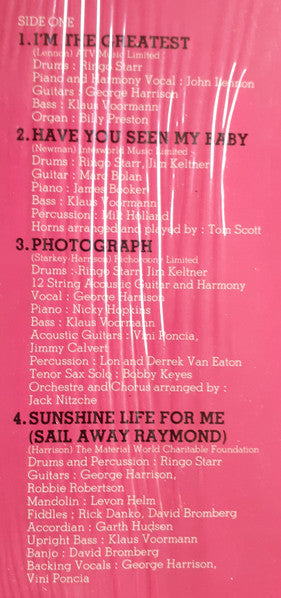 SIDE ONE
1. I'M THE GREATEST
(Lennon) ATV Music Limited
Drums : Ringo Starr
Piano and Harmony Vocal : John Lennon
Guitars : George Harrison
Bass : Klaus Voormann
Organ : Billy Preston
2. HAVE YOU SEEN MY BABY
(Newman) Interworld Music Limited
Drums : Ringo Starr, Jim Keltner
Guitar : Marc Bolan
Piano : James Booker
Bass : Klaus Voormann
Percussion : Milt Holland
Horns arranged and played by : Tom Scott
3. PHOTOGRAPH
(Starkey-Harrison) Richoroony Limited
Drums : Ringo Starr, Jim Keltner
12 String Acoustic Guitar and Harmony
Vocal : George Harrison
Piano : Nicky Hopkins
Bass : Klaus Voormann
Acoustic Guitars : Vini Poncia,
Jimmy Calvert
Percussion : Lon and Derrek Van Eaton
Tenor Sax Solo : Bobby Keyes
Orchestra and Chorus arranged by :
Jack Nitzche
4. SUNSHINE LIFE FOR ME
(SAIL AWAY RAYMOND)
(Harrison) The Material World Charitable Foundation
Drums and Percussion : Ringo Starr
Guitars : George Harrison,
Robbie Robertson
Mandolin : Levon Helm
Fiddles ; Rick Danko, David Bromberg
Accordian : Garth Hudson
Upright Bass : Klaus Voormann
Banjo : David Bromberg
Backing Vocals : George Harrison,
Vini Poncia